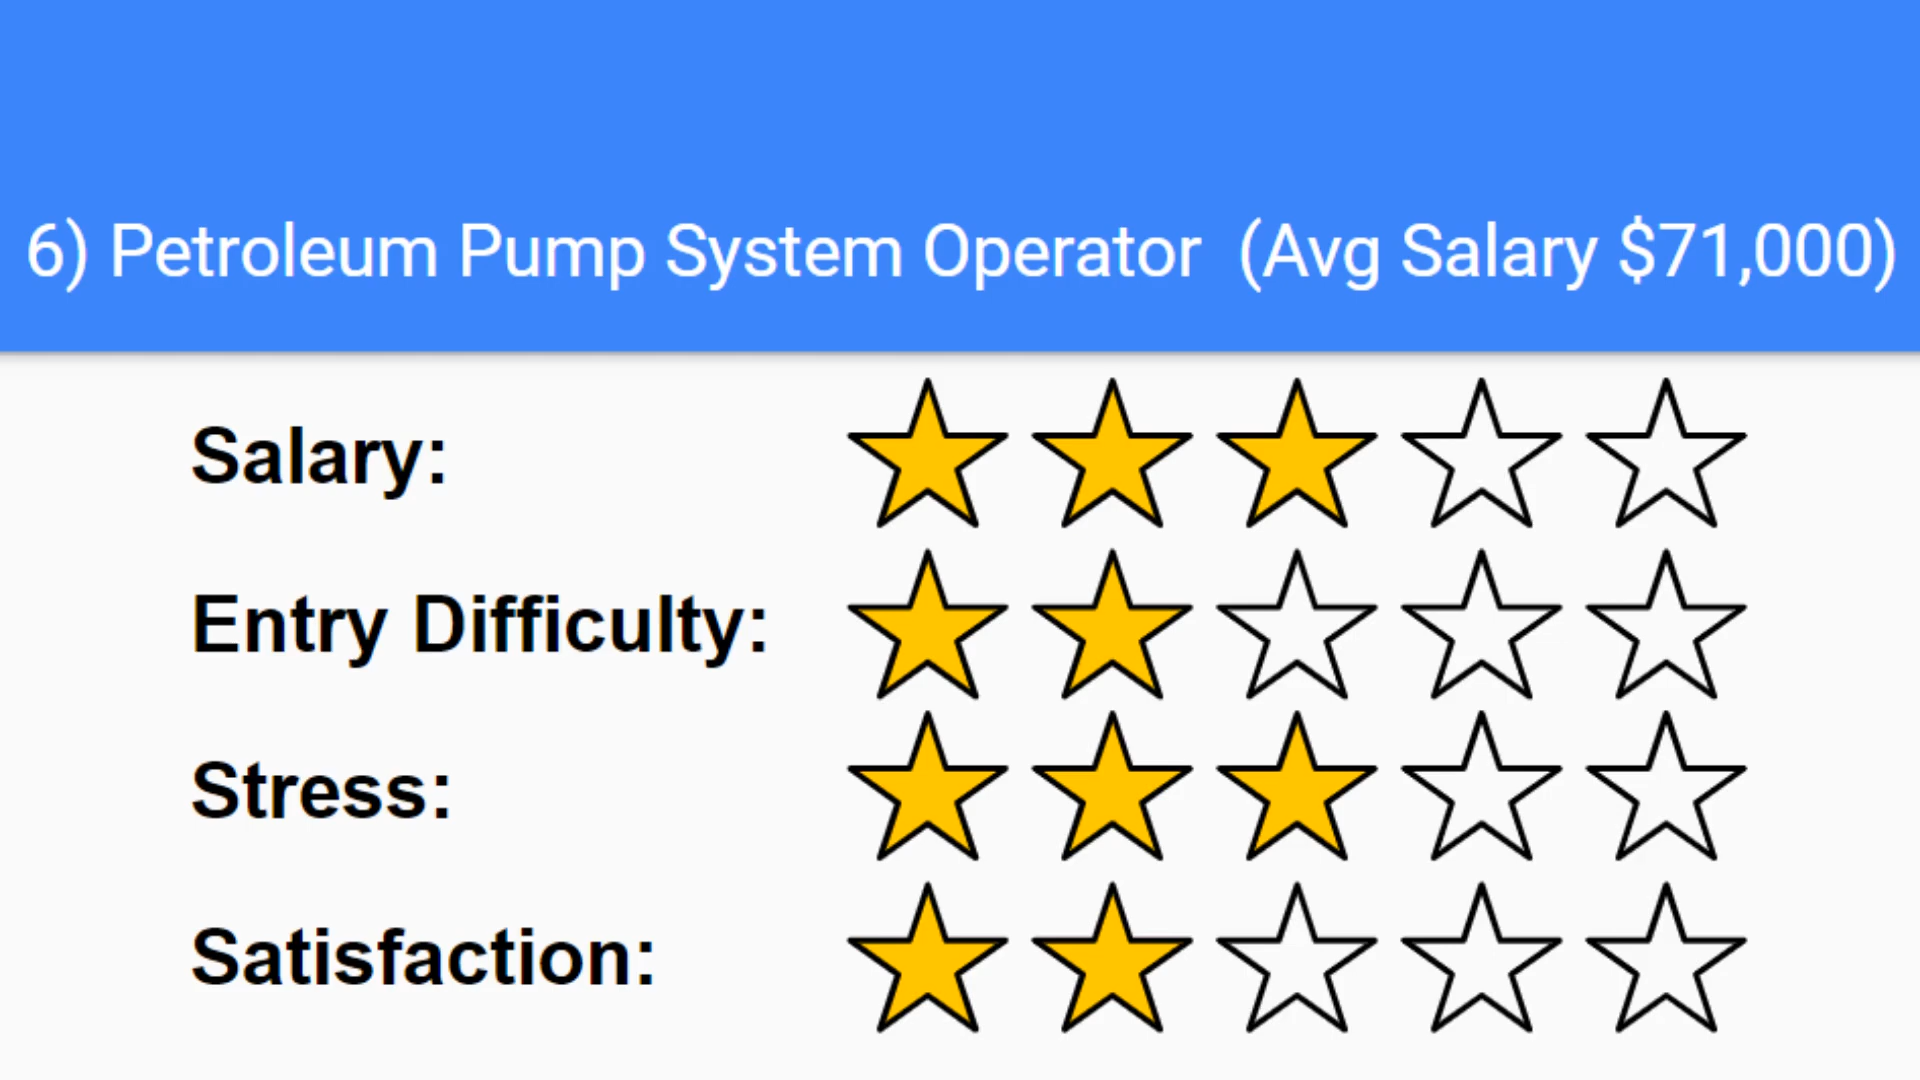 6) Petroleum Pump System Operator (Avg Salary $71,000)
Salary:
Entry Difficulty:
Stress:
Satisfaction: